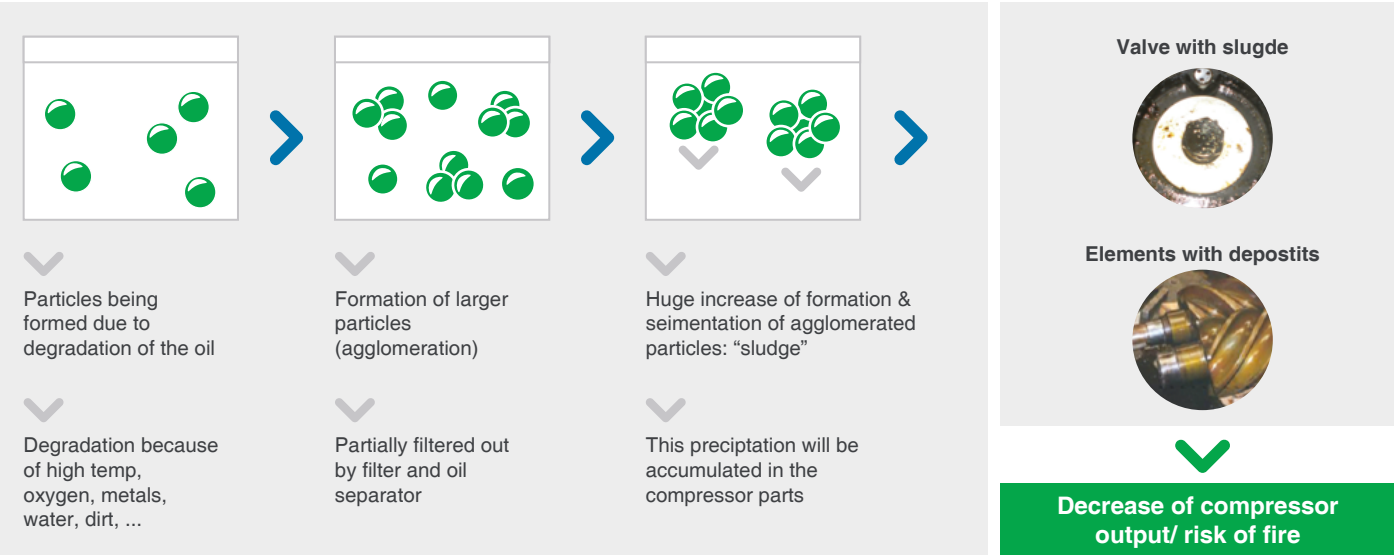 Particles being
formed due to
degradation of the oil
Degradation because
of high temp,
oxygen, metals,
water, dirt, ...
Formation of larger
particles
(agglomeration)
Partially filtered out
by filter and oil
separator
Huge increase of formation &
seimentation of agglomerated
particles: “sludge”
This preciptation will be
accumulated in the
compressor parts
Valve with slugde
Elements with depostits
Decrease of compressor
output/ risk of fire